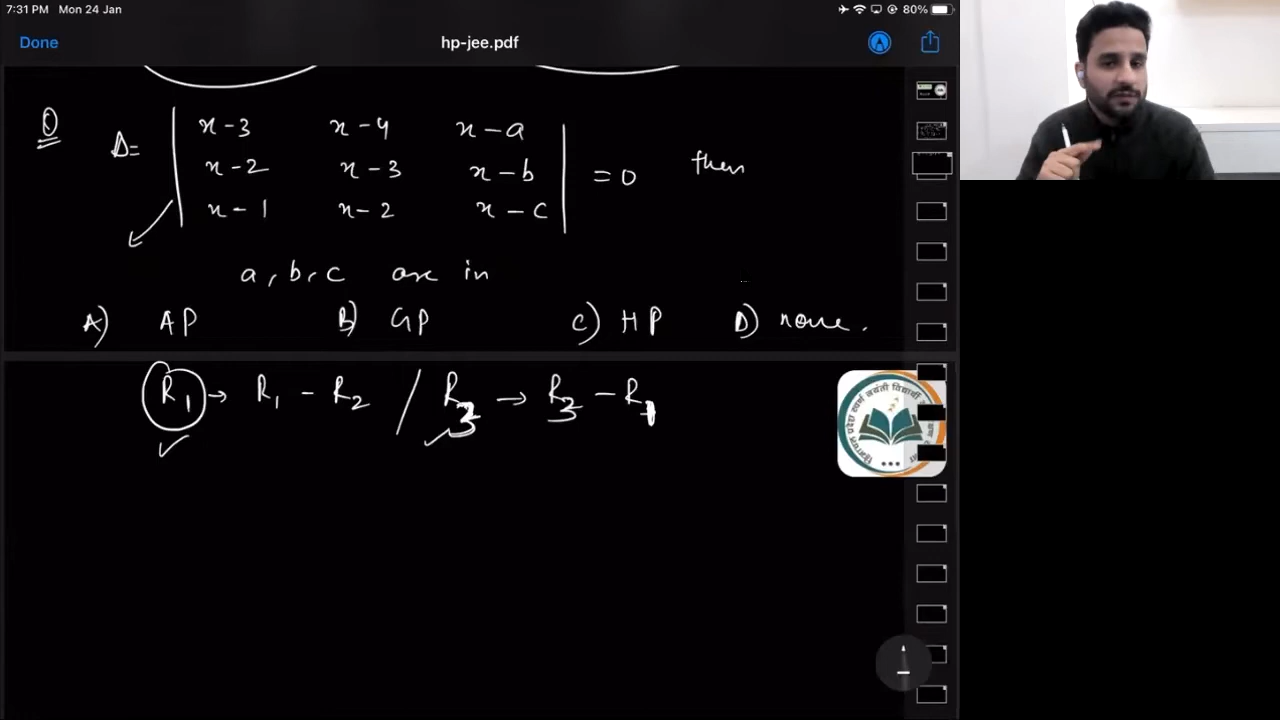 7:31 PM Mon 24 Jan
80%
Done
hp-jee.pdf
Q
Δ= | x-3 x-4 x-a |
| x-2 x-3 x-b | =0 then
| x-1 x-2 x-c |
a, b, c are in
A) AP B) GP C) HP D) none.
R1 → R1 - R2 / R3 → R3 - R1